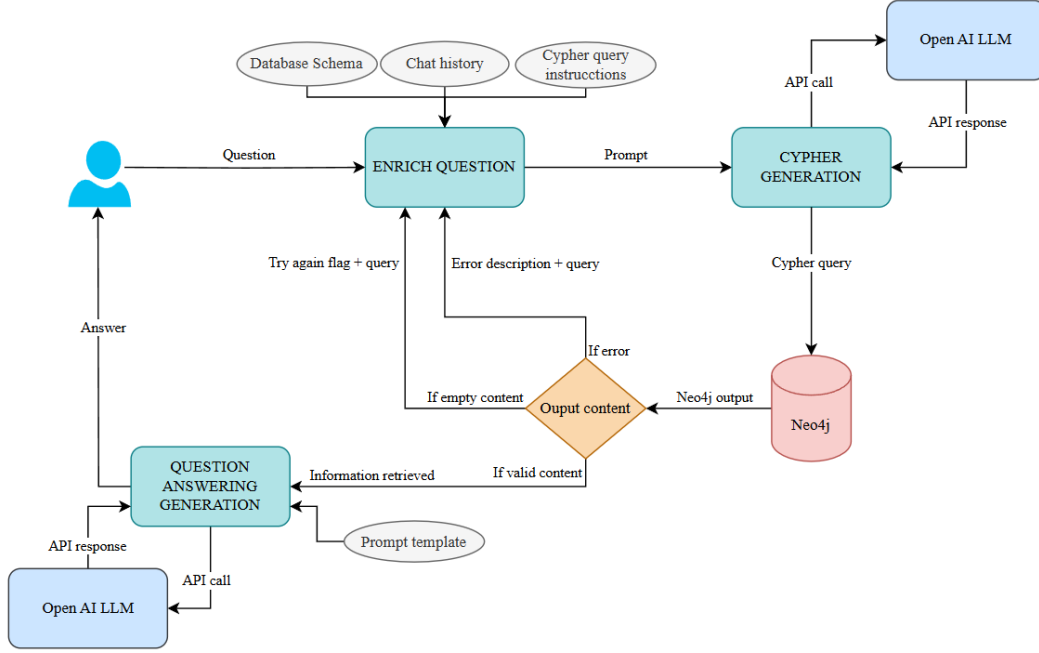 Open AI LLM
Database Schema
Chat history
Cypher query
instrucctions
API call
API response
Question
ENRICH QUESTION
Prompt
CYPHER
GENERATION
Try again flag + query
Error description + query
Cypher query
Answer
If error
If empty content
Ouput content
Neo4j output
Neo4j
QUESTION
ANSWERING
GENERATION
Information retrieved
If valid content
Prompt template
API response
API call
Open AI LLM